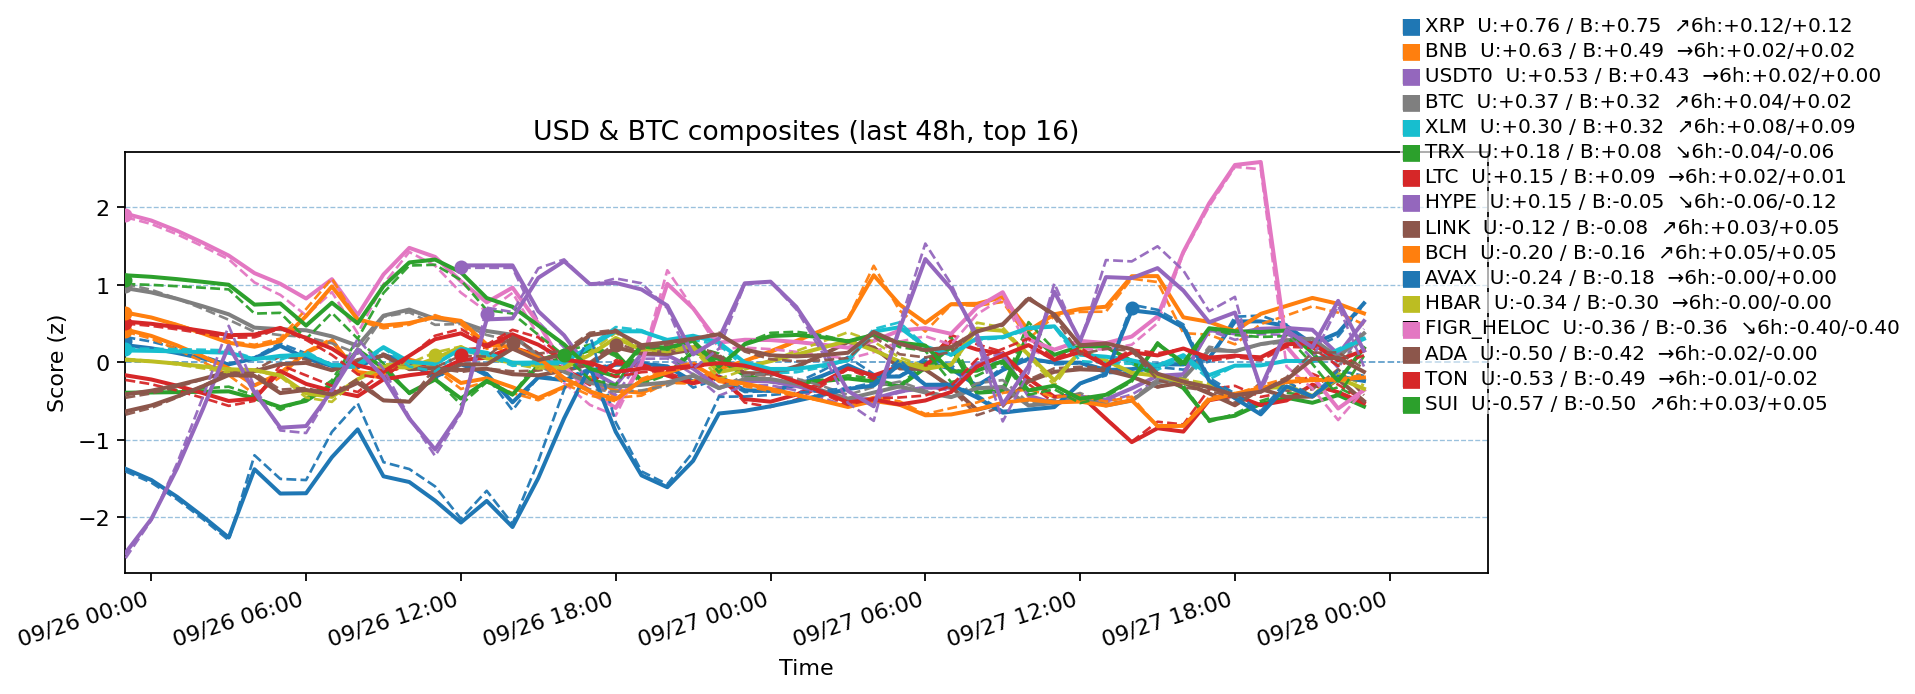 XRP  U:+0.76 / B:+0.75  ↗6h:+0.12/+0.12
BNB  U:+0.63 / B:+0.49  →6h:+0.02/+0.02
USDT0  U:+0.53 / B:+0.43  →6h:+0.02/+0.00
BTC  U:+0.37 / B:+0.32  ↗6h:+0.04/+0.02
XLM  U:+0.30 / B:+0.32  ↗6h:+0.08/+0.09
TRX  U:+0.18 / B:+0.08  ↘6h:-0.04/-0.06
LTC  U:+0.15 / B:+0.09  →6h:+0.02/+0.01
HYPE  U:+0.15 / B:-0.05  ↘6h:-0.06/-0.12
LINK  U:-0.12 / B:-0.08  ↗6h:+0.03/+0.05
BCH  U:-0.20 / B:-0.16  ↗6h:+0.05/+0.05
AVAX  U:-0.24 / B:-0.18  →6h:-0.00/+0.00
HBAR  U:-0.34 / B:-0.30  →6h:-0.00/-0.00
FIGR_HELOC  U:-0.36 / B:-0.36  ↘6h:-0.40/-0.40
ADA  U:-0.50 / B:-0.42  →6h:-0.02/-0.00
TON  U:-0.53 / B:-0.49  →6h:-0.01/-0.02
SUI  U:-0.57 / B:-0.50  ↗6h:+0.03/+0.05
USD & BTC composites (last 48h, top 16)
Score (z)
2
1
0
−1
−2
09/26 00:00
09/26 06:00
09/26 12:00
09/26 18:00
09/27 00:00
09/27 06:00
09/27 12:00
09/27 18:00
09/28 00:00
Time